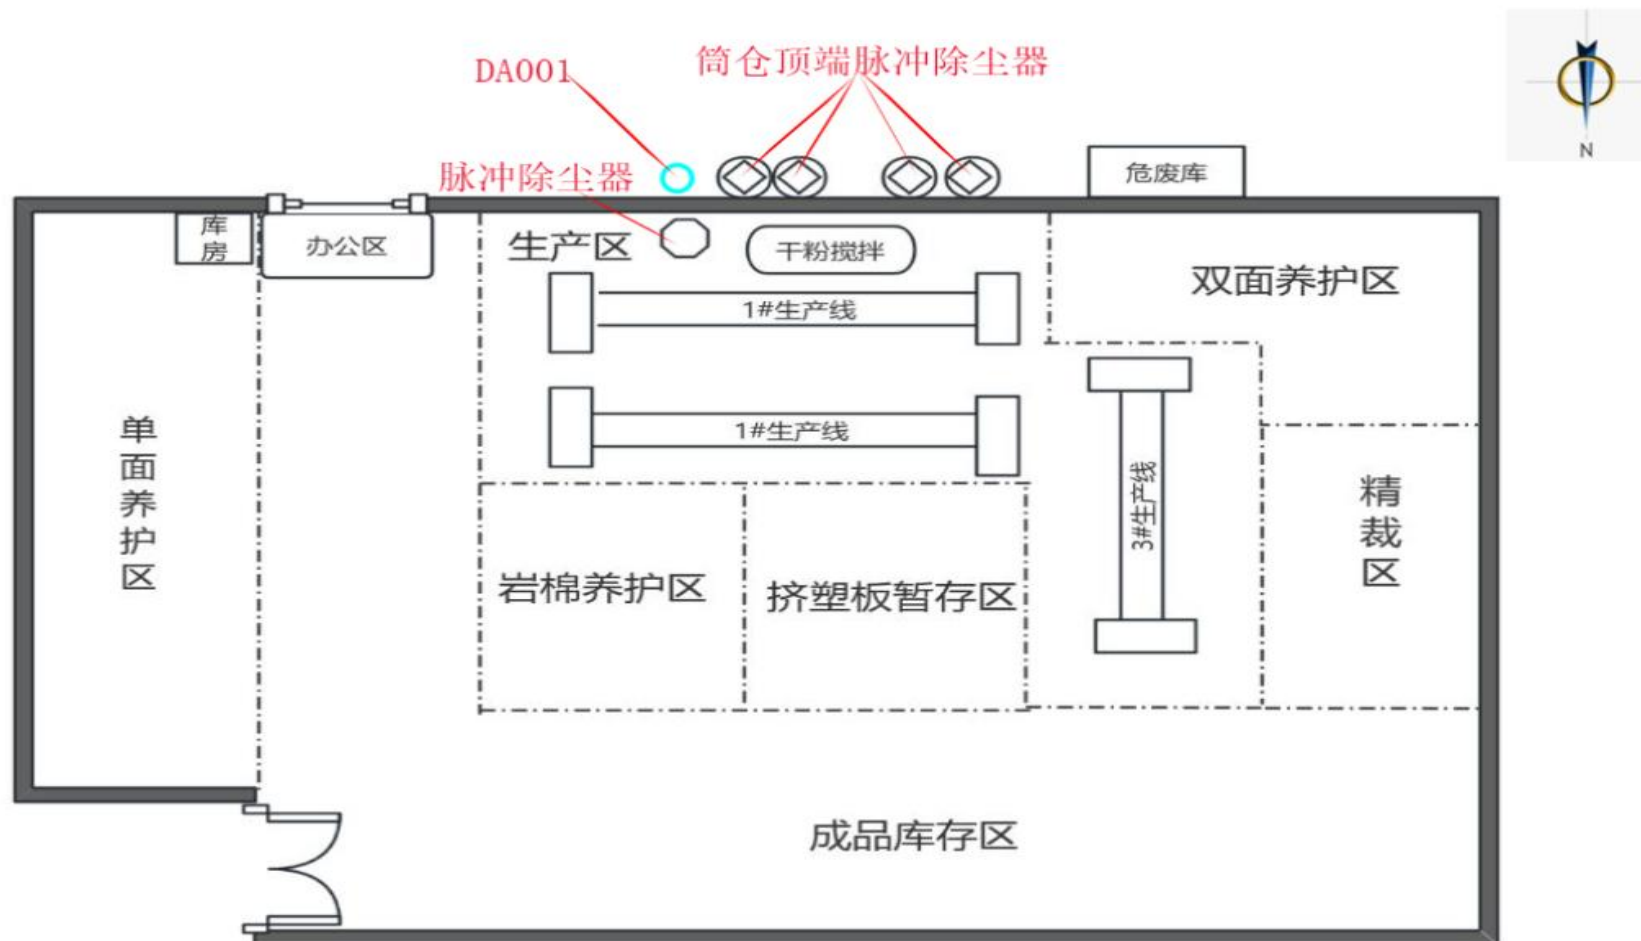 筒仓顶端脉冲除尘器
DA001
N
脉冲除尘器
危废库
库房
办公区
生产区
干粉搅拌
双面养护区
1#生产线
1#生产线
单面养护区
3#生产线
精裁区
岩棉养护区
挤塑板暂存区
成品库存区